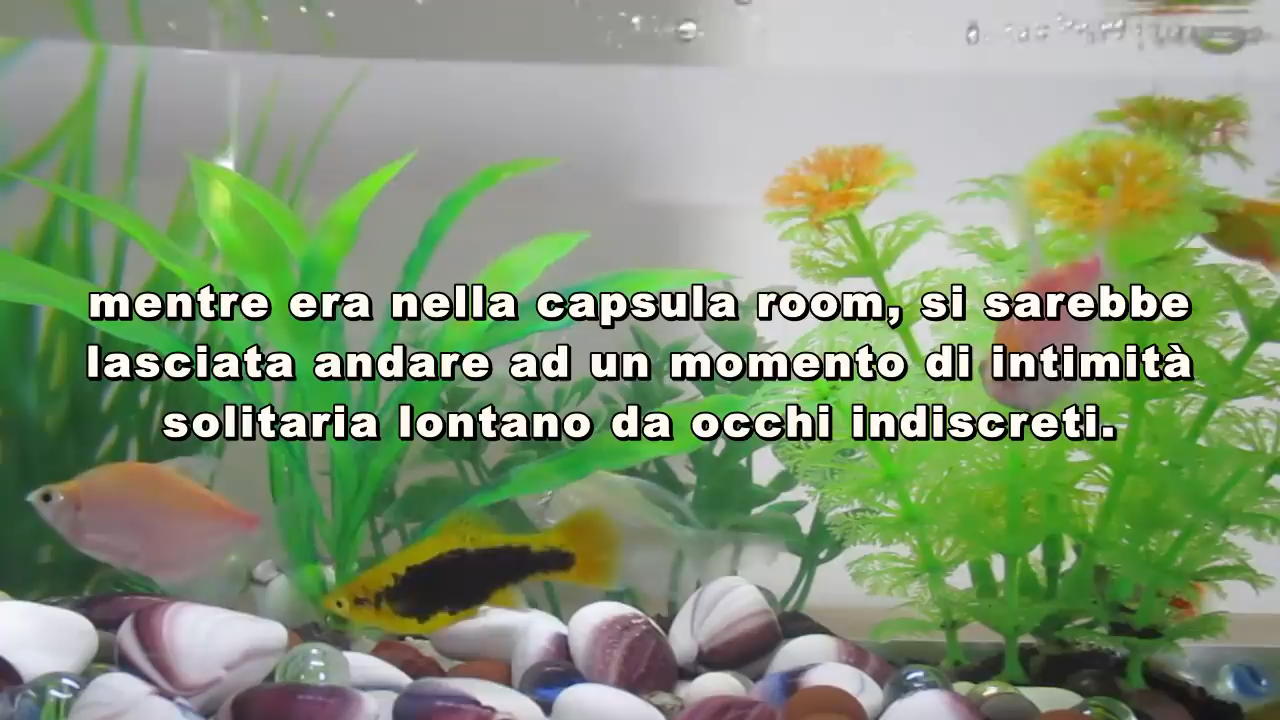 mentre era nella capsula room, si sarebbe
lasciata andare ad un momento di intimità
solitaria lontano da occhi indiscreti.